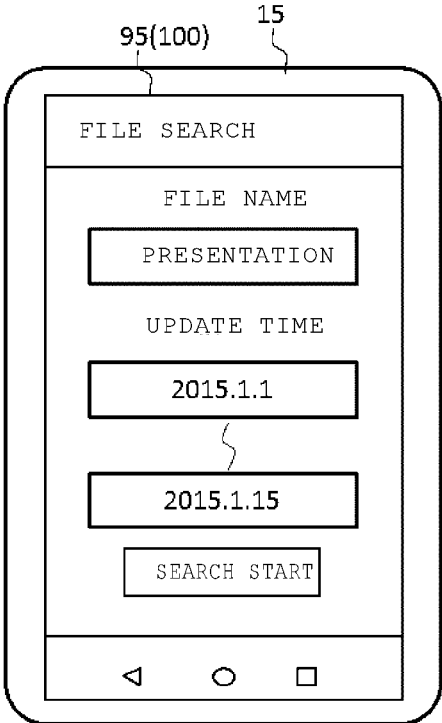 15
95(100)
FILE SEARCH
FILE NAME
PRESENTATION
UPDATE TIME
2015.1.1
2015.1.15
SEARCH START